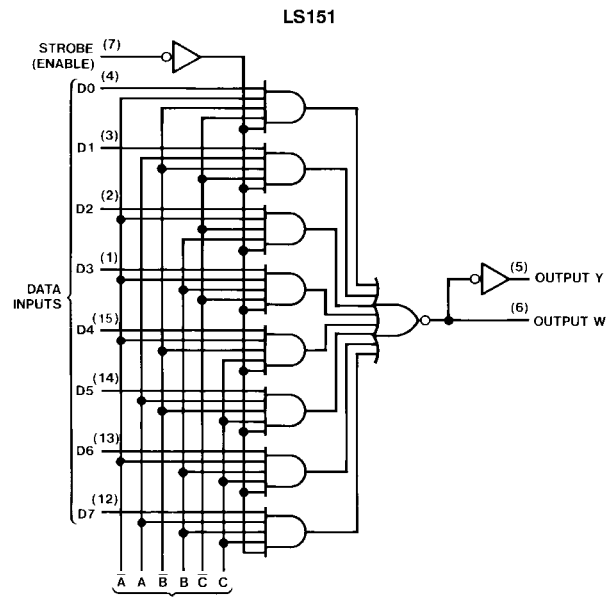 LS151
STROBE (7)
(ENABLE)
D0 (4)
D1 (3)
D2 (2)
D3 (1)
DATA
INPUTS
D4 (15)
D5 (14)
D6 (13)
D7 (12)
(5) OUTPUT Y
(6) OUTPUT W
A̅ A B̅ B C̅ C